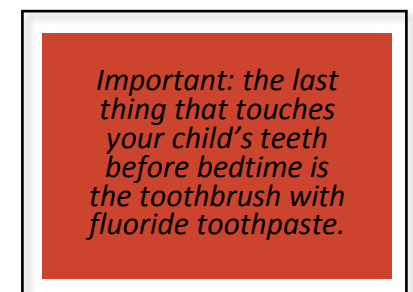 Important: the last
thing that touches
your child’s teeth
before bedtime is
the toothbrush with
fluoride toothpaste.